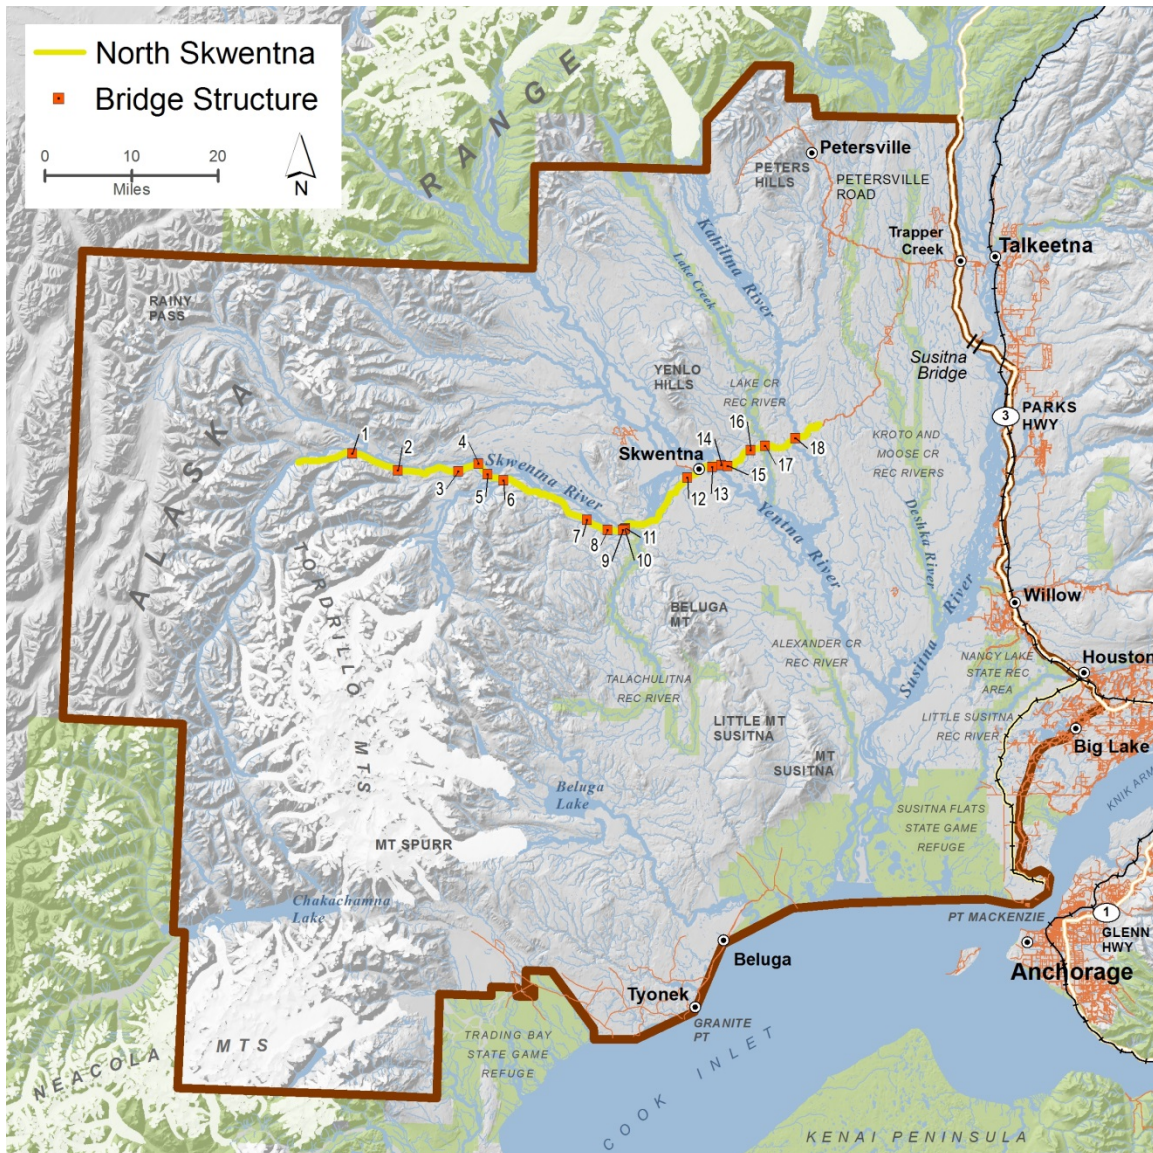 North Skwentna
Bridge Structure
0 10 20
Miles
N
ALASKA
RANGE
RAINY
PASS
Petersville
PETERS
HILLS
PETERSVILLE
ROAD
Trapper
Creek
Talkeetna
Kahiltna River
Lake Creek
Susitna
Bridge
YENLO
HILLS
LAKE CR
REC RIVER
3
PARKS
HWY
KROTO AND
MOOSE CR
REC RIVERS
1
2
3
4
5
6
7
8
9
10
11
12
13
14
15
16
17
18
Skwentna
Skwentna River
Yentna River
Deshka River
Susitna River
Willow
TORDRILLO MTS
BELUGA
MT
ALEXANDER CR
REC RIVER
NANCY LAKE
STATE REC
AREA
Houston
TALACHULITNA
REC RIVER
LITTLE MT
SUSITNA
MT
SUSITNA
LITTLE SUSITNA
REC RIVER
Big Lake
KNIK ARM
Beluga
Lake
MT SPURR
SUSITNA FLATS
STATE GAME
REFUGE
Chakachamna
Lake
PT MACKENZIE
1
GLENN
HWY
Anchorage
Beluga
Tyonek
GRANITE
PT
TRADING BAY
STATE GAME
REFUGE
NEACOLA MTS
COOK INLET
KENAI PENINSULA